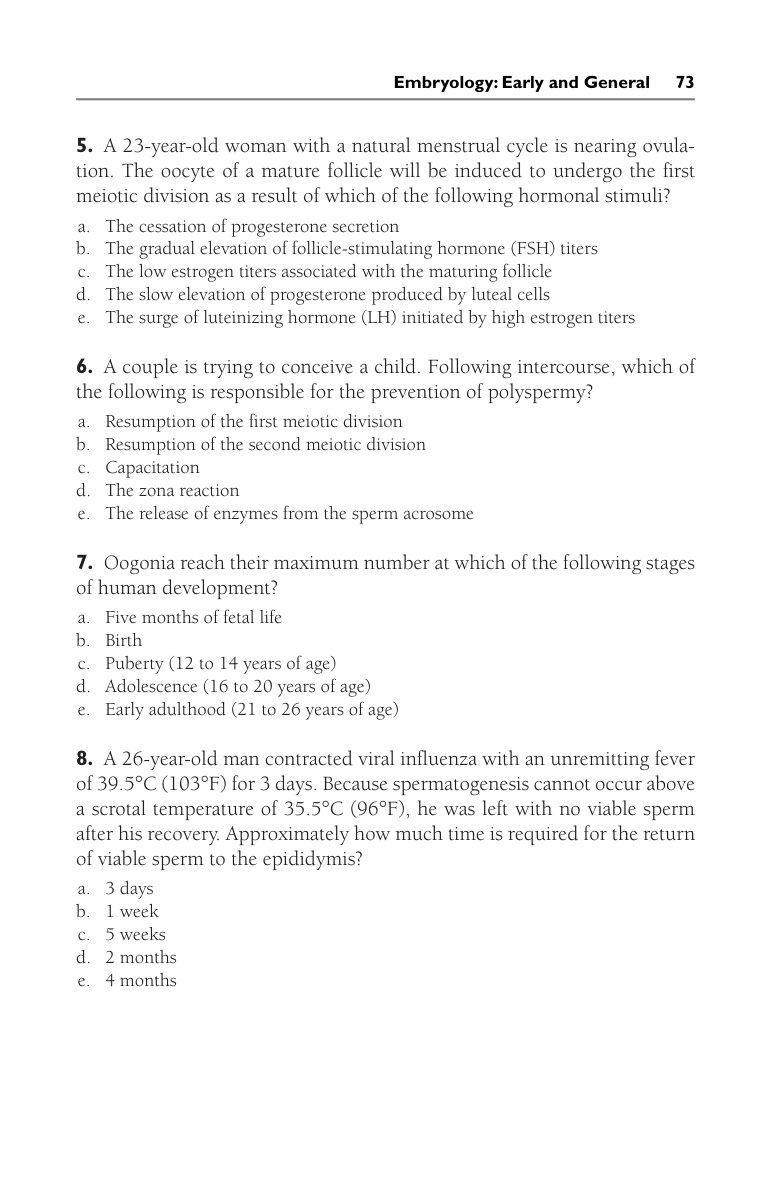 Embryology: Early and General 73
5. A 23-year-old woman with a natural menstrual cycle is nearing ovula-
tion. The oocyte of a mature follicle will be induced to undergo the first
meiotic division as a result of which of the following hormonal stimuli?
a. The cessation of progesterone secretion
b. The gradual elevation of follicle-stimulating hormone (FSH) titers
c. The low estrogen titers associated with the maturing follicle
d. The slow elevation of progesterone produced by luteal cells
e. The surge of luteinizing hormone (LH) initiated by high estrogen titers
6. A couple is trying to conceive a child. Following intercourse, which of
the following is responsible for the prevention of polyspermy?
a. Resumption of the first meiotic division
b. Resumption of the second meiotic division
c. Capacitation
d. The zona reaction
e. The release of enzymes from the sperm acrosome
7. Oogonia reach their maximum number at which of the following stages
of human development?
a. Five months of fetal life
b. Birth
c. Puberty (12 to 14 years of age)
d. Adolescence (16 to 20 years of age)
e. Early adulthood (21 to 26 years of age)
8. A 26-year-old man contracted viral influenza with an unremitting fever
of 39.5°C (103°F) for 3 days. Because spermatogenesis cannot occur above
a scrotal temperature of 35.5°C (96°F), he was left with no viable sperm
after his recovery. Approximately how much time is required for the return
of viable sperm to the epididymis?
a. 3 days
b. 1 week
c. 5 weeks
d. 2 months
e. 4 months